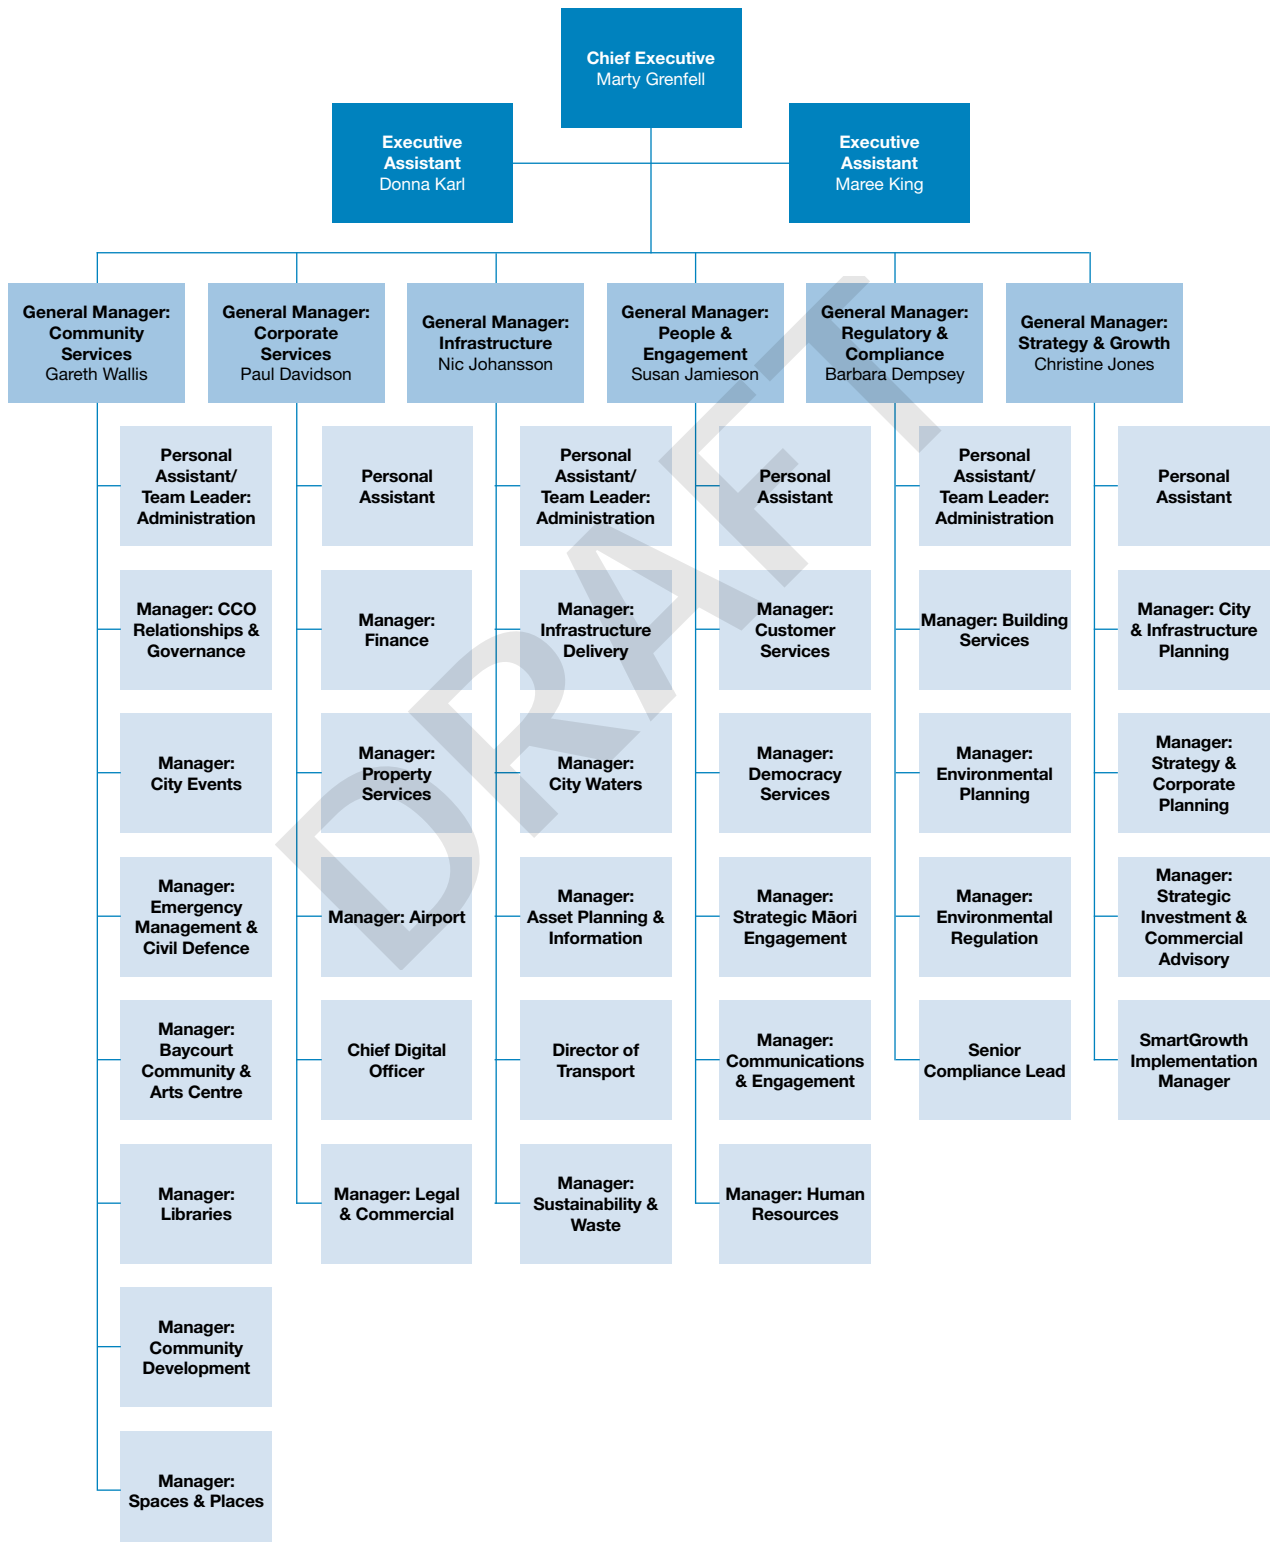 Chief Executive
Marty Grenfell
Executive
Assistant
Donna Karl
Executive
Assistant
Maree King
General Manager:
Community
Services
Gareth Wallis
General Manager:
Corporate
Services
Paul Davidson
General Manager:
Infrastructure
Nic Johansson
General Manager:
People &
Engagement
Susan Jamieson
General Manager:
Regulatory &
Compliance
Barbara Dempsey
General Manager:
Strategy & Growth
Christine Jones
Personal
Assistant/
Team Leader:
Administration
Manager: CCO
Relationships &
Governance
Manager:
City Events
Manager:
Emergency
Management &
Civil Defence
Manager:
Baycourt
Community &
Arts Centre
Manager:
Libraries
Manager:
Community
Development
Manager:
Spaces & Places
Personal
Assistant
Manager:
Finance
Manager:
Property
Services
Manager: Airport
Chief Digital
Officer
Manager: Legal
& Commercial
Personal
Assistant/
Team Leader:
Administration
Manager:
Infrastructure
Delivery
Manager:
City Waters
Manager:
Asset Planning &
Information
Director of
Transport
Manager:
Sustainability &
Waste
Personal
Assistant
Manager:
Customer
Services
Manager:
Democracy
Services
Manager:
Strategic Māori
Engagement
Manager:
Communications
& Engagement
Manager: Human
Resources
Personal
Assistant/
Team Leader:
Administration
Manager: Building
Services
Manager:
Environmental
Planning
Manager:
Environmental
Regulation
Senior
Compliance Lead
Personal
Assistant
Manager: City
& Infrastructure
Planning
Manager:
Strategy &
Corporate
Planning
Manager:
Strategic
Investment &
Commercial
Advisory
SmartGrowth
Implementation
Manager
DRAFT